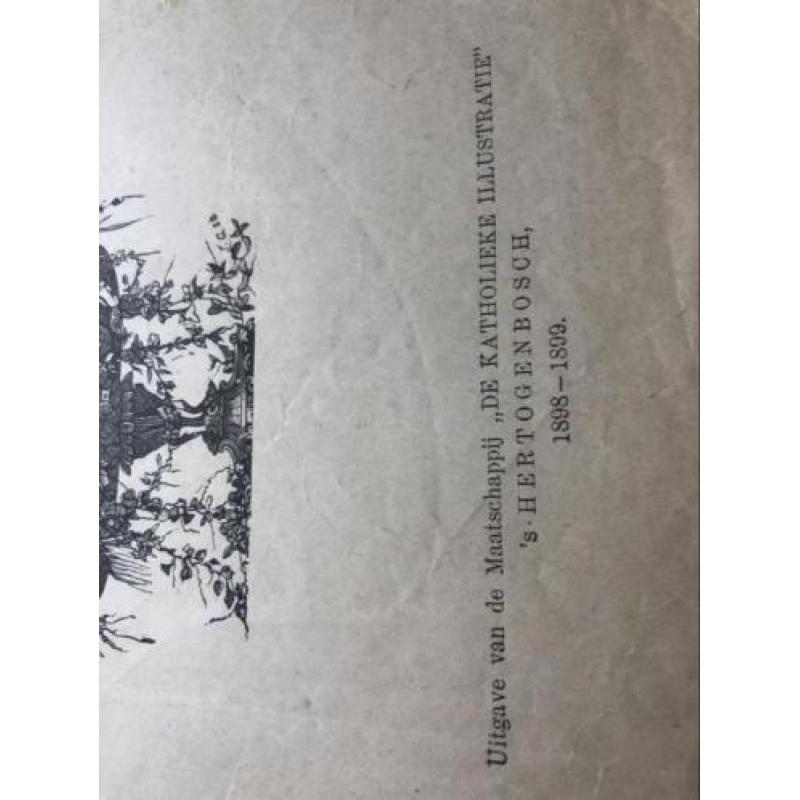 Uitgave van de Maatschappij „DE KATHOLIEKE ILLUSTRATIE”
's-HERTOGENBOSCH,
1898–1899.